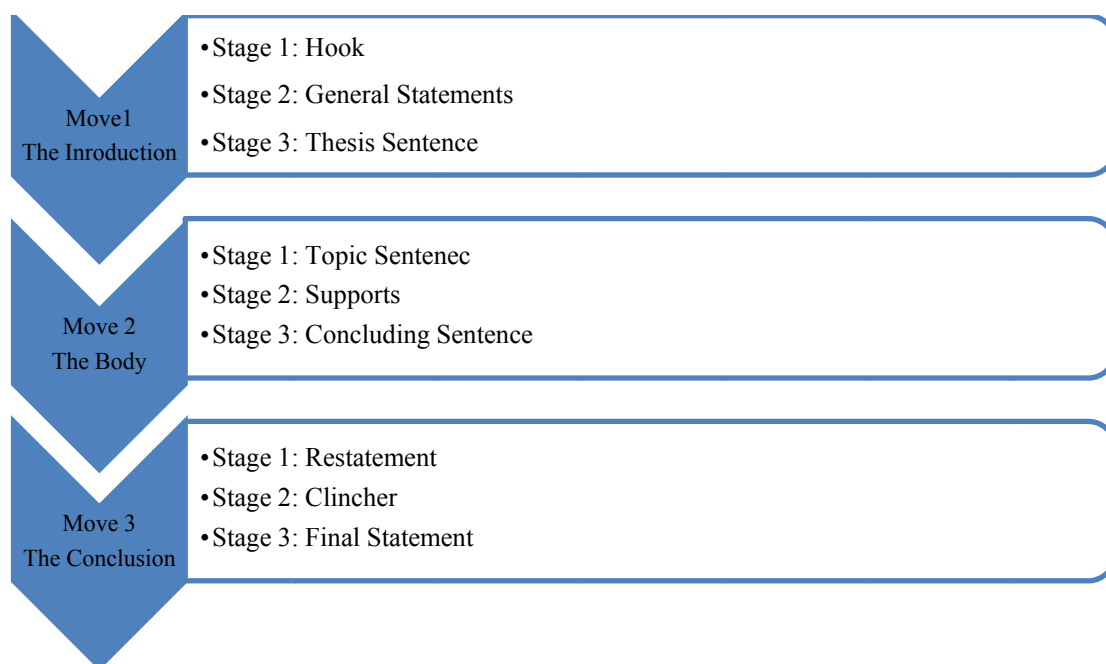 Move1
The Inroduction
•Stage 1: Hook
•Stage 2: General Statements
•Stage 3: Thesis Sentence
Move 2
The Body
•Stage 1: Topic Sentenec
•Stage 2: Supports
•Stage 3: Concluding Sentence
Move 3
The Conclusion
•Stage 1: Restatement
•Stage 2: Clincher
•Stage 3: Final Statement